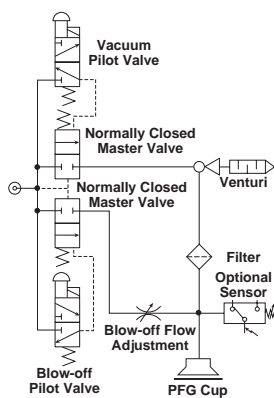 Vacuum
Pilot Valve
Normally Closed
Master Valve
Venturi
Normally Closed
Master Valve
Filter
Optional
Sensor
Blow-off Flow
Adjustment
Blow-off
Pilot Valve
PFG Cup